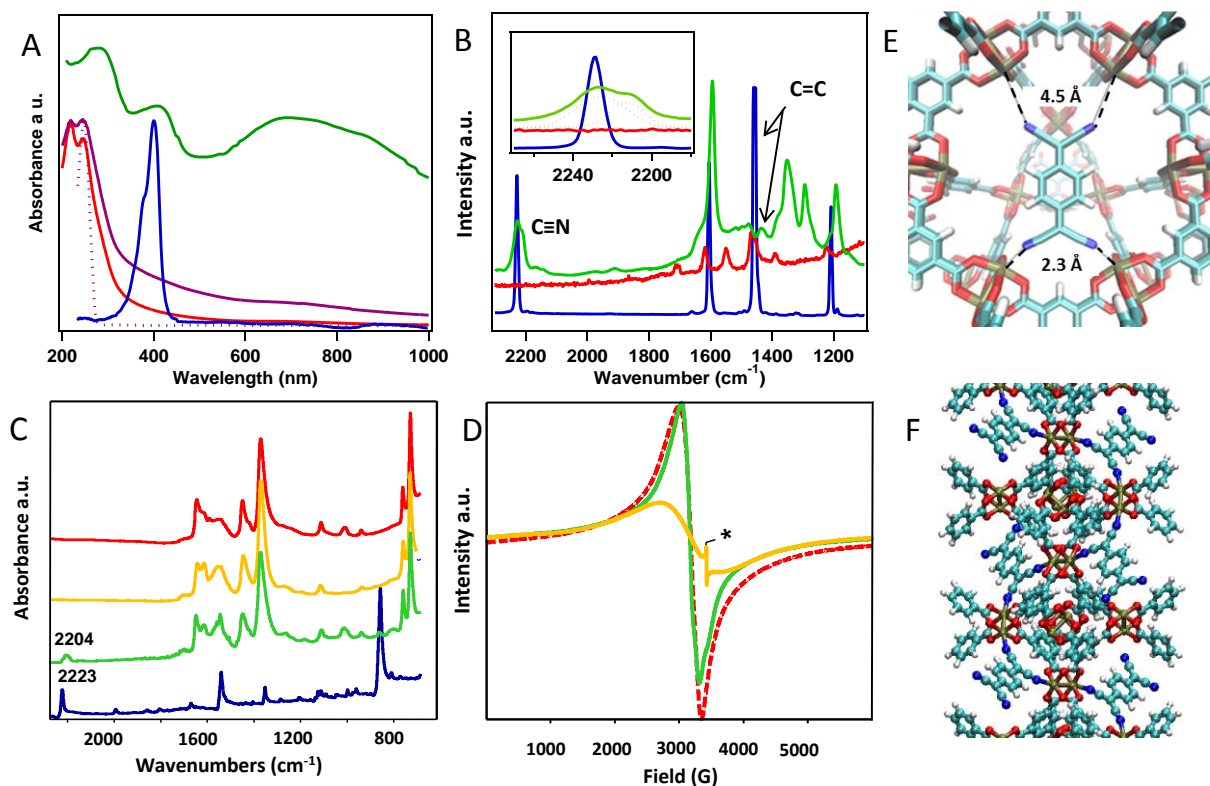 A
Absorbance a u.
200
400
600
800
1000
Wavelength (nm)
B
Intensity a.u.
C≡N
C=C
2240
2200
2200
2000
1800
1600
1400
1200
Wavenumber (cm⁻¹)
E
4.5 Å
2.3 Å
C
Absorbance a.u.
2204
2223
2000
1600
1200
800
Wavenumbers (cm⁻¹)
D
Intensity a.u.
*
1000
2000
3000
4000
5000
Field (G)
F